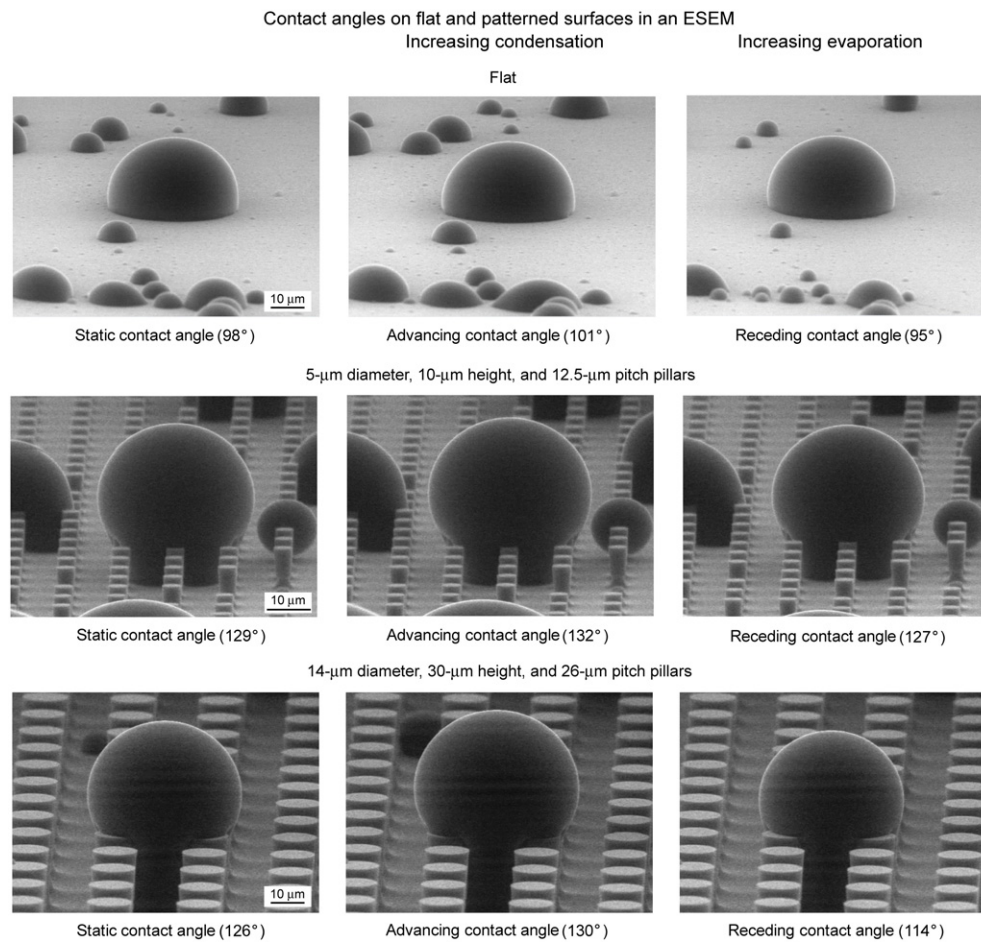 Contact angles on flat and patterned surfaces in an ESEM
Increasing condensation
Increasing evaporation
Flat
10 μm
Static contact angle (98°)
Advancing contact angle (101°)
Receding contact angle (95°)
5-μm diameter, 10-μm height, and 12.5-μm pitch pillars
10 μm
Static contact angle (129°)
Advancing contact angle (132°)
Receding contact angle (127°)
14-μm diameter, 30-μm height, and 26-μm pitch pillars
10 μm
Static contact angle (126°)
Advancing contact angle (130°)
Receding contact angle (114°)